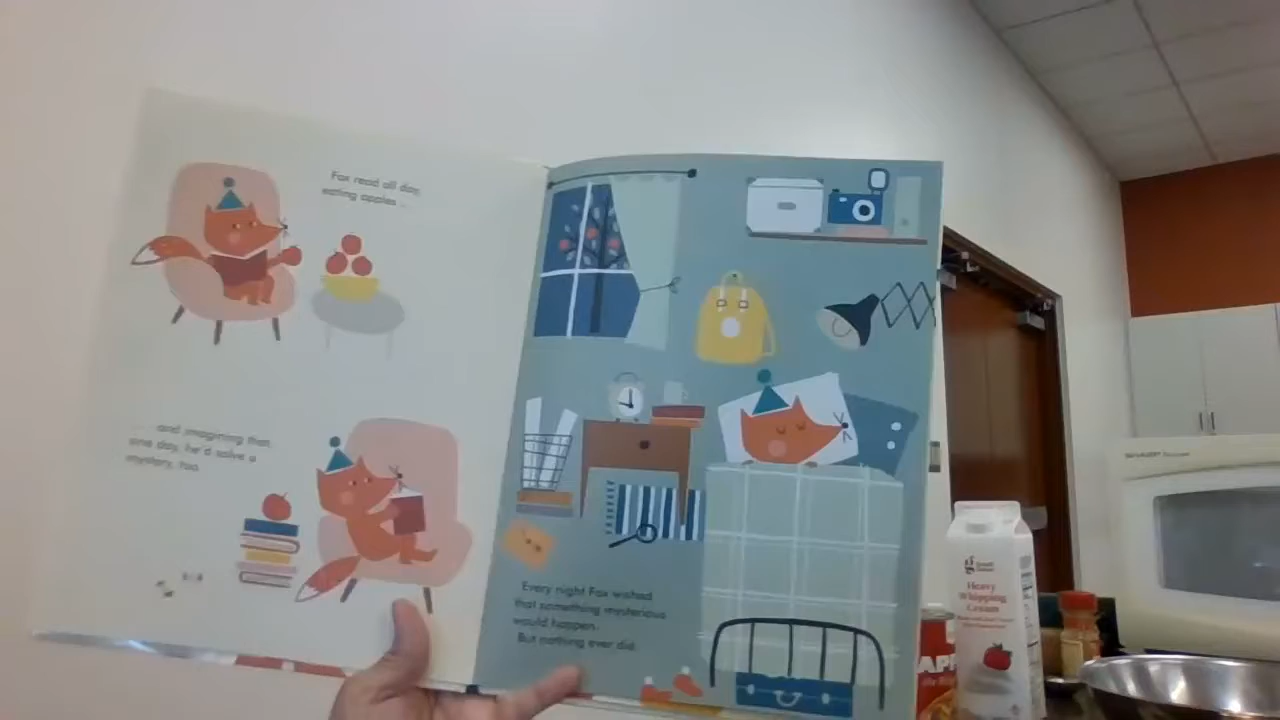 Fox read all day,
eating apples ...
... and imagining that
one day, he'd solve a
mystery, too.
Every night Fox wished
that something mysterious
would happen.
But nothing ever did.
SHARP
Heavy
Whipping
Cream